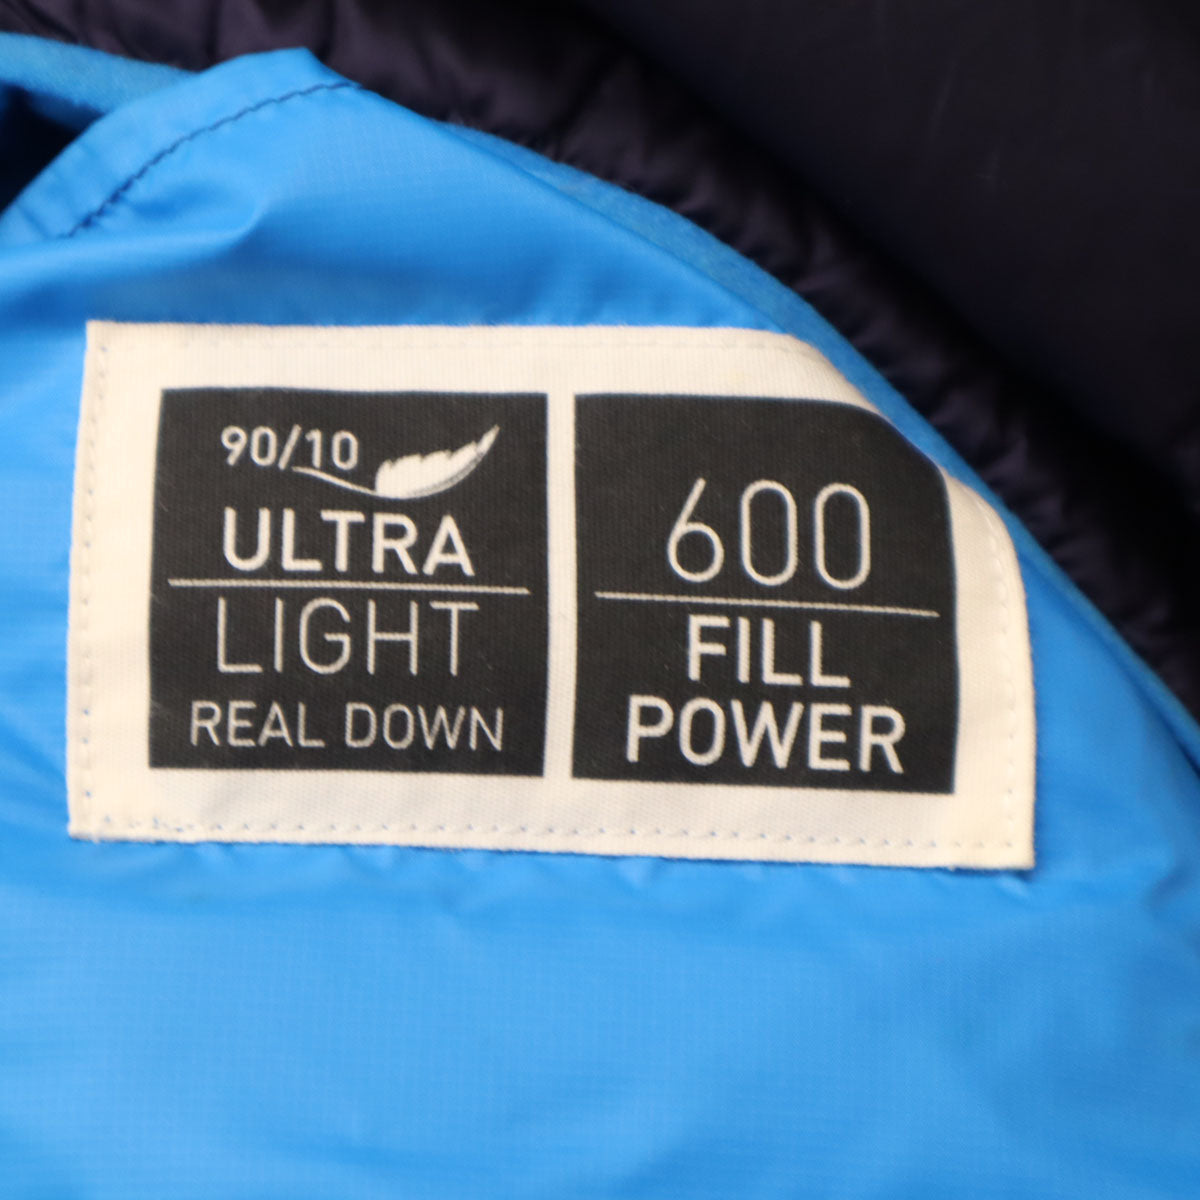 90/10
ULTRA
LIGHT
REAL DOWN
600
FILL
POWER